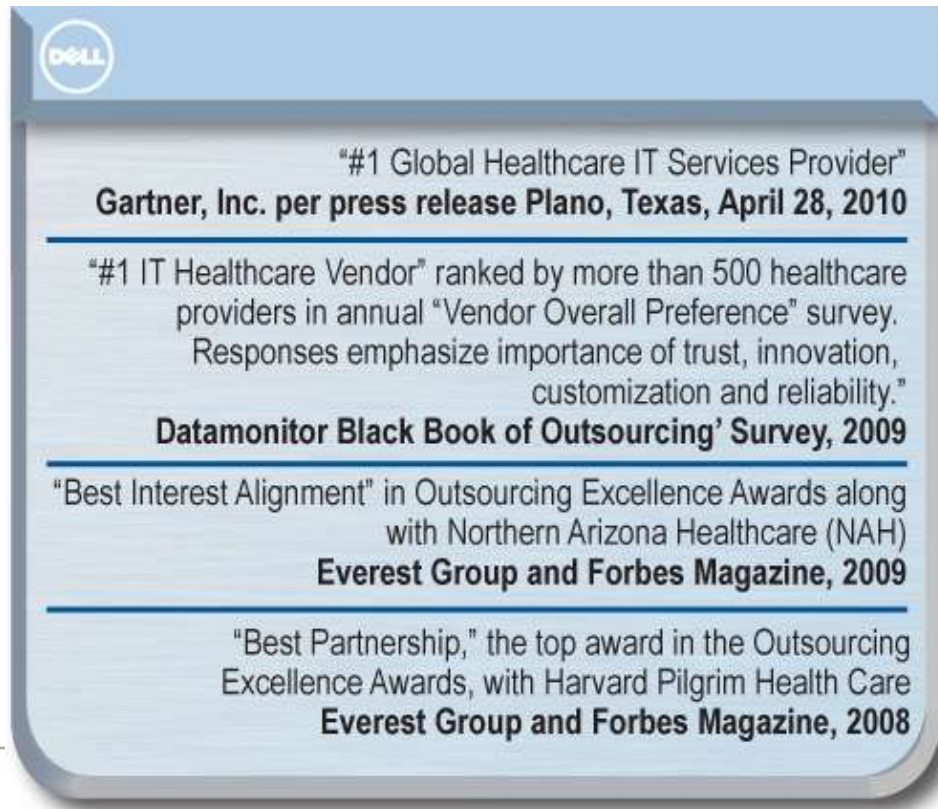 DELL
“#1 Global Healthcare IT Services Provider”
Gartner, Inc. per press release Plano, Texas, April 28, 2010
“#1 IT Healthcare Vendor” ranked by more than 500 healthcare
providers in annual “Vendor Overall Preference” survey.
Responses emphasize importance of trust, innovation,
customization and reliability.”
Datamonitor Black Book of Outsourcing’ Survey, 2009
“Best Interest Alignment” in Outsourcing Excellence Awards along
with Northern Arizona Healthcare (NAH)
Everest Group and Forbes Magazine, 2009
“Best Partnership,” the top award in the Outsourcing
Excellence Awards, with Harvard Pilgrim Health Care
Everest Group and Forbes Magazine, 2008